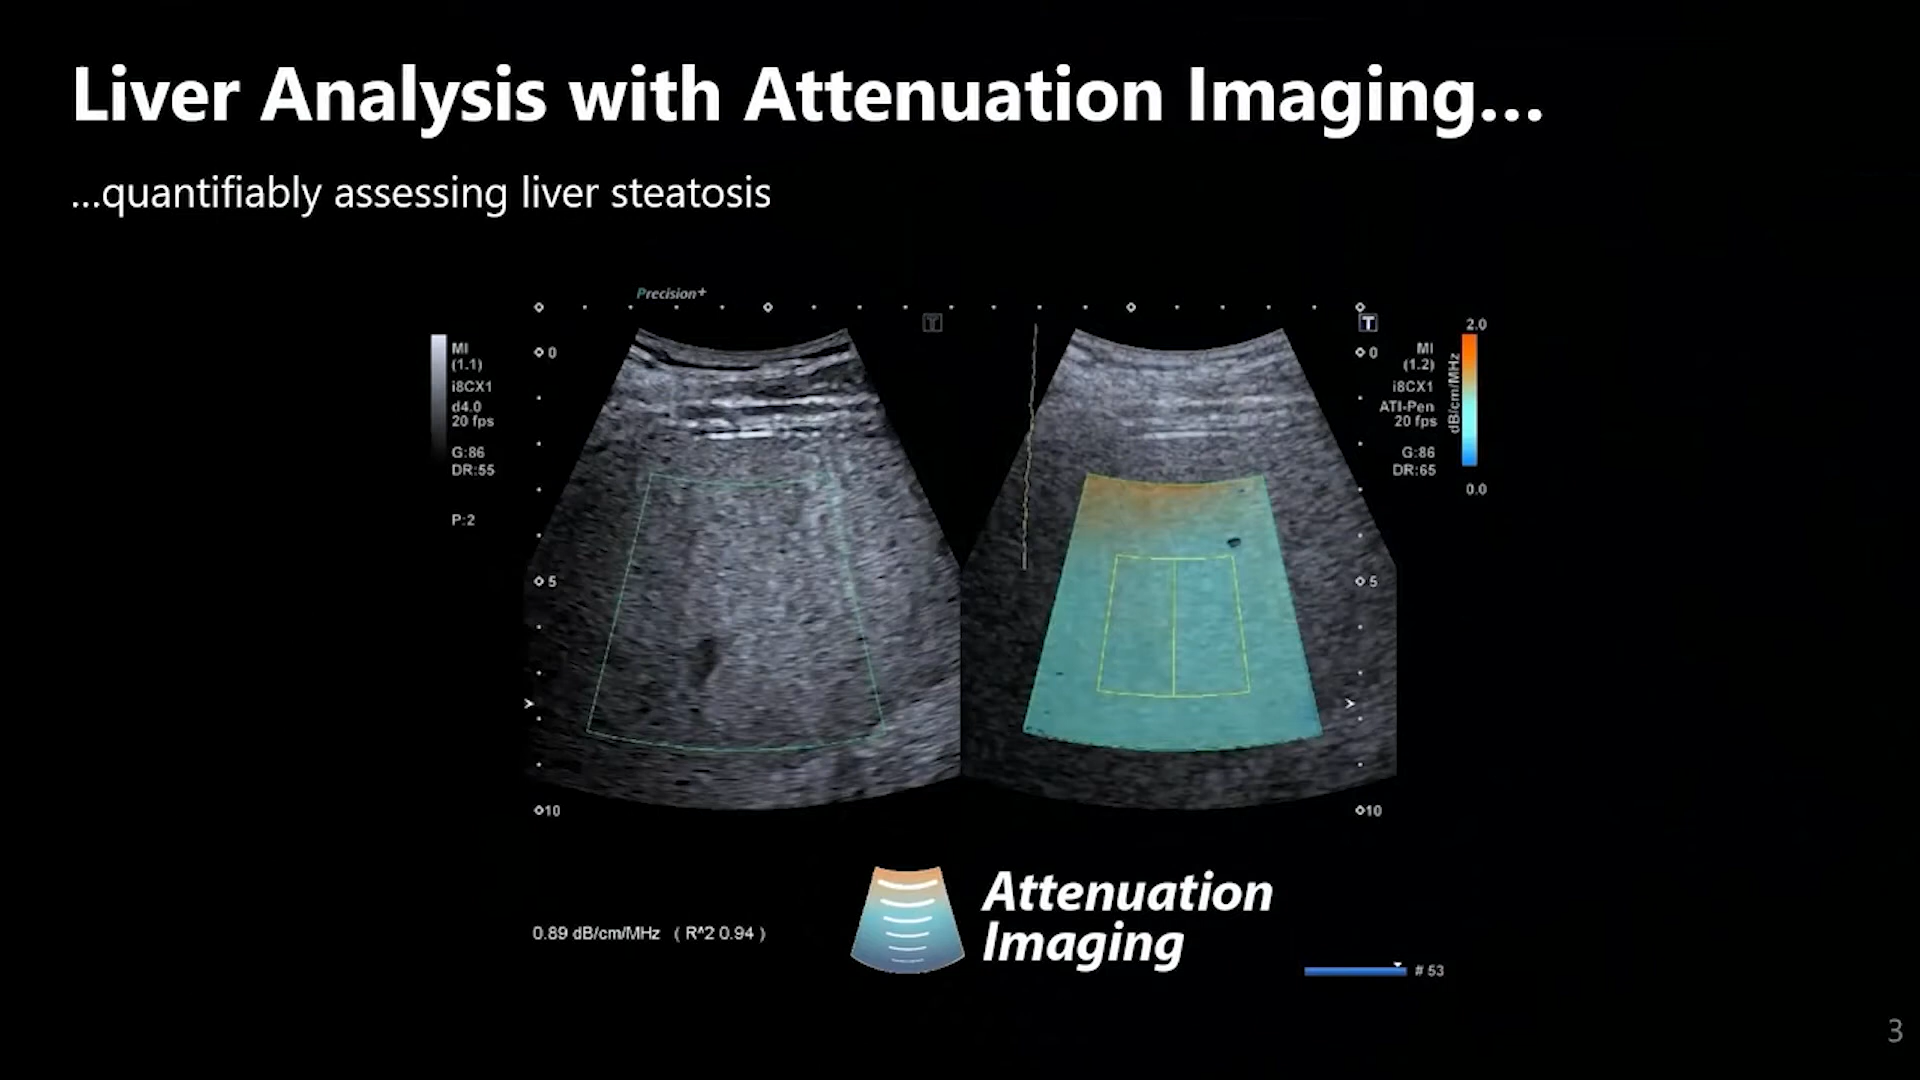 Liver Analysis with Attenuation Imaging...
...quantifiably assessing liver steatosis
Precision+
T
T
MI
(1.1)
i8CX1
d4.0
20 fps
G:86
DR:55
P:2
0
5
10
0
5
10
MI
(1.2)
i8CX1
ATI-Pen
20 fps
G:86
DR:65
2.0
dB/cm/MHz
0.0
0.89 dB/cm/MHz ( R^2 0.94 )
Attenuation
Imaging
# 53
3